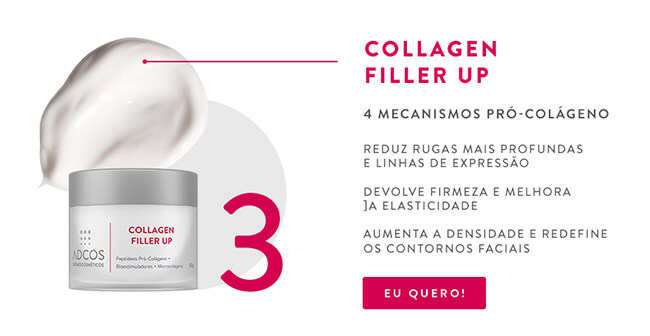 COLLAGEN
FILLER UP
4 MECANISMOS PRÓ-COLÁGENO
REDUZ RUGAS MAIS PROFUNDAS
E LINHAS DE EXPRESSÃO
DEVOLVE FIRMEZA E MELHORA
]A ELASTICIDADE
AUMENTA A DENSIDADE E REDEFINE
OS CONTORNOS FACIAIS
EU QUERO!
3
COLLAGEN
FILLER UP
ADCOS
DERMOCOSMÉTICOS
Peptídeos Pró-Colágeno +
Bioestimuladores + Microcolágeno